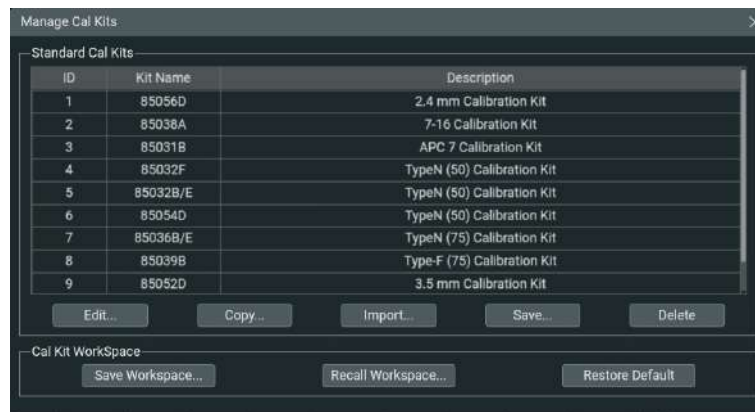 Manage Cal Kits
Standard Cal Kits
ID Kit Name Description
1 85056D 2.4 mm Calibration Kit
2 85038A 7-16 Calibration Kit
3 85031B APC 7 Calibration Kit
4 85032F TypeN (50) Calibration Kit
5 85032B/E TypeN (50) Calibration Kit
6 85054D TypeN (50) Calibration Kit
7 85036B/E TypeN (75) Calibration Kit
8 85039B Type-F (75) Calibration Kit
9 85052D 3.5 mm Calibration Kit
Edit... Copy... Import... Save... Delete
Cal Kit WorkSpace
Save Workspace... Recall Workspace... Restore Default